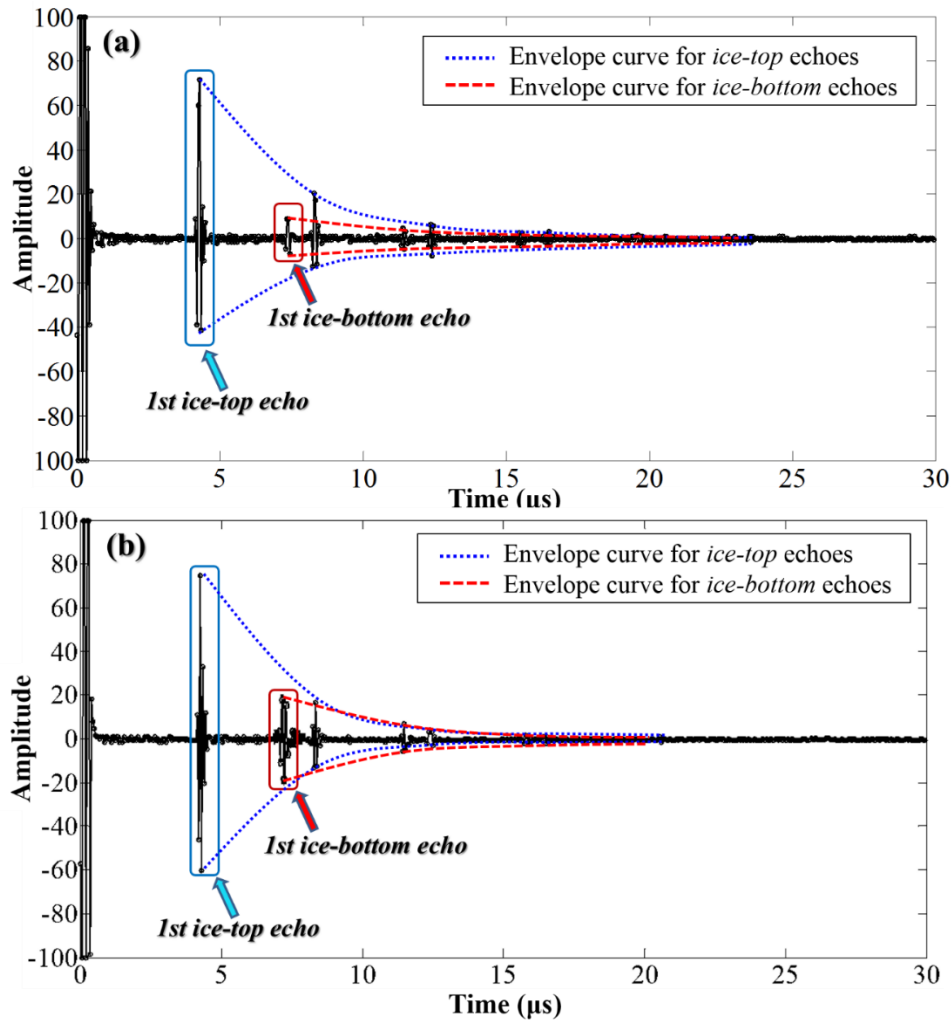 (a)
Envelope curve for ice-top echoes
Envelope curve for ice-bottom echoes
100
80
60
40
20
0
-20
-40
-60
-80
100
Amplitude
1st ice-bottom echo
1st ice-top echo
0 5 10 15 20 25 30
Time (µs)
(b)
Envelope curve for ice-top echoes
Envelope curve for ice-bottom echoes
100
80
60
40
20
0
-20
-40
-60
-80
-100
Amplitude
1st ice-bottom echo
1st ice-top echo
0 5 10 15 20 25 30
Time (µs)